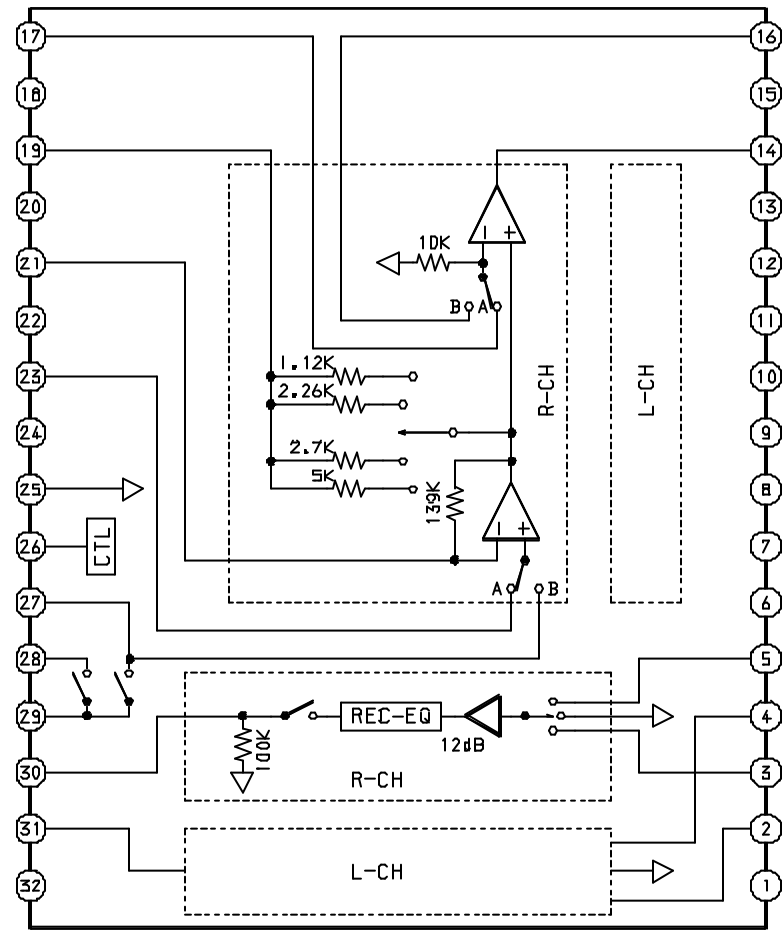 17 16
18 15
19 14
20 13
- +
10K
21 12
B A
22 11
1.12K
23 10
2.26K
R-CH
L-CH
24 9
2.7K
5K
25 8
139K
- +
26 CTL 7
A B
27 6
28 5
29 REC-EQ 4
12dB
100K
30 R-CH 3
31 2
L-CH
32 1